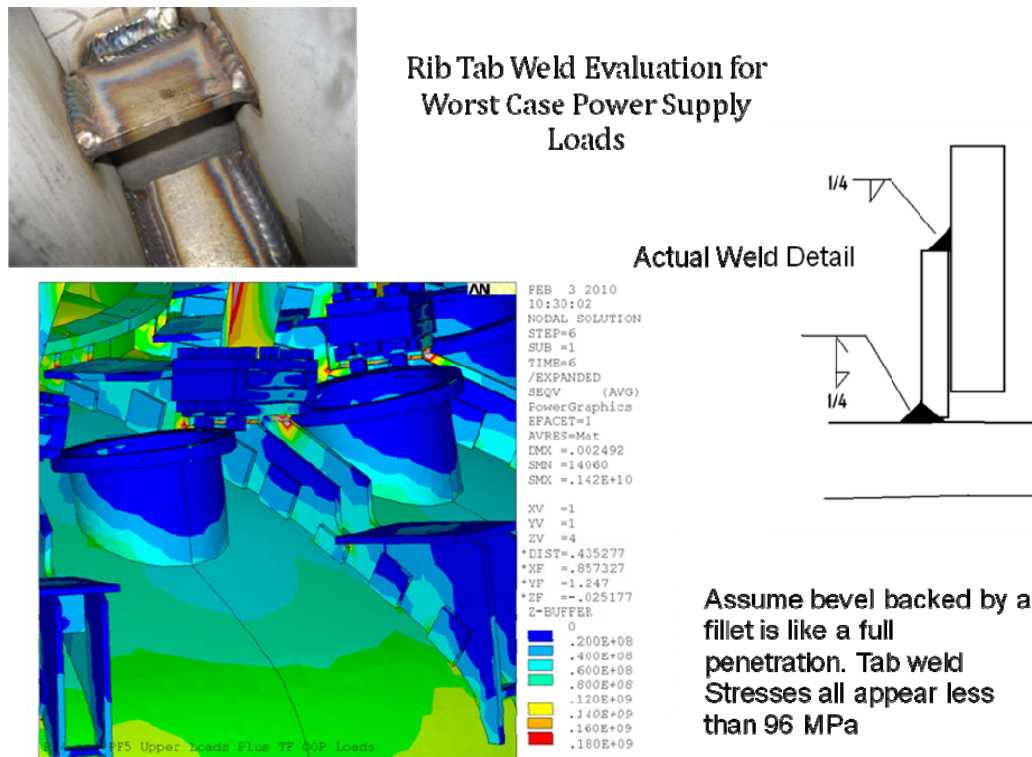 Rib Tab Weld Evaluation for
Worst Case Power Supply
Loads
1/4
Actual Weld Detail
1/4
AN
FEB 3 2010
10:30:02
NODAL SOLUTION
STEP=6
SUB =1
TIME=6
/EXPANDED
SEQV (AVG)
PowerGraphics
EFACET=1
AVRES=Mat
DMX =.002492
SMN =14060
SMX =.142E+10
XV =1
YV =1
ZV =4
*DIST=.435277
*XF =.857327
*YF =1.247
*ZF =-.025177
Z-BUFFER
0
.200E+08
.400E+08
.600E+08
.800E+08
.120E+09
.140E+09
.160E+09
.180E+09
PF5 Upper Loads Plus TF OOP Loads
Assume bevel backed by a
fillet is like a full
penetration. Tab weld
Stresses all appear less
than 96 MPa